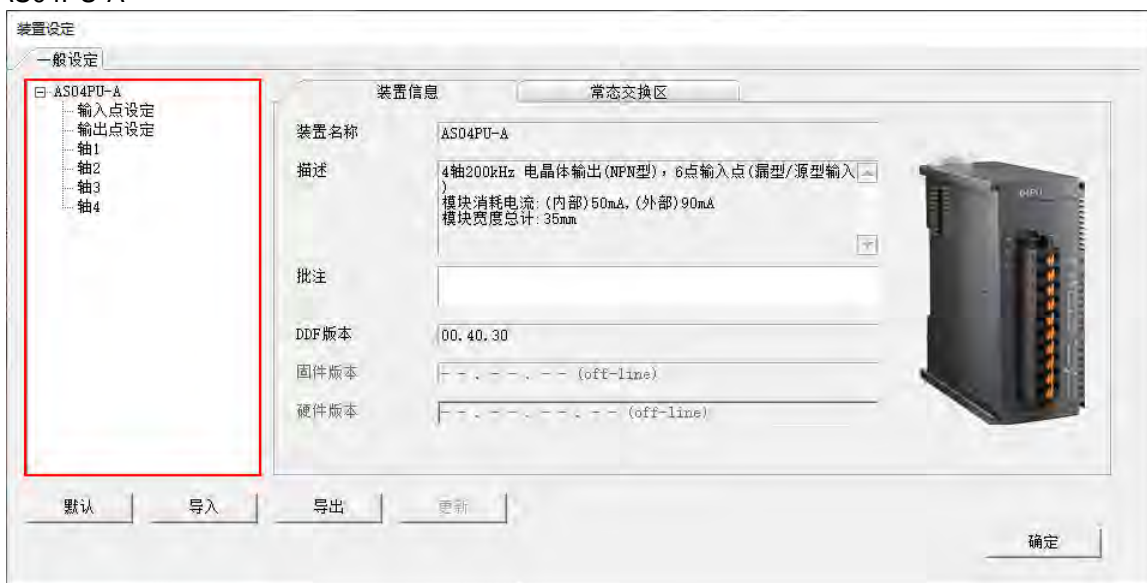 AS04PU-A
装置设定
一般设定
AS04PU-A
输入点设定
输出点设定
轴1
轴2
轴3
轴4
装置信息
常态交换区
装置名称
AS04PU-A
描述
4轴200kHz 电晶体输出(NPN型)，6点输入点(漏型/源型输入
)
模块消耗电流: (内部)50mA, (外部)90mA
模块宽度总计: 35mm
批注
DDF版本
00.40.30
固件版本
--.--.-- (off-line)
硬件版本
--.--.--.-- (off-line)
04PU
默认
导入
导出
更新
确定